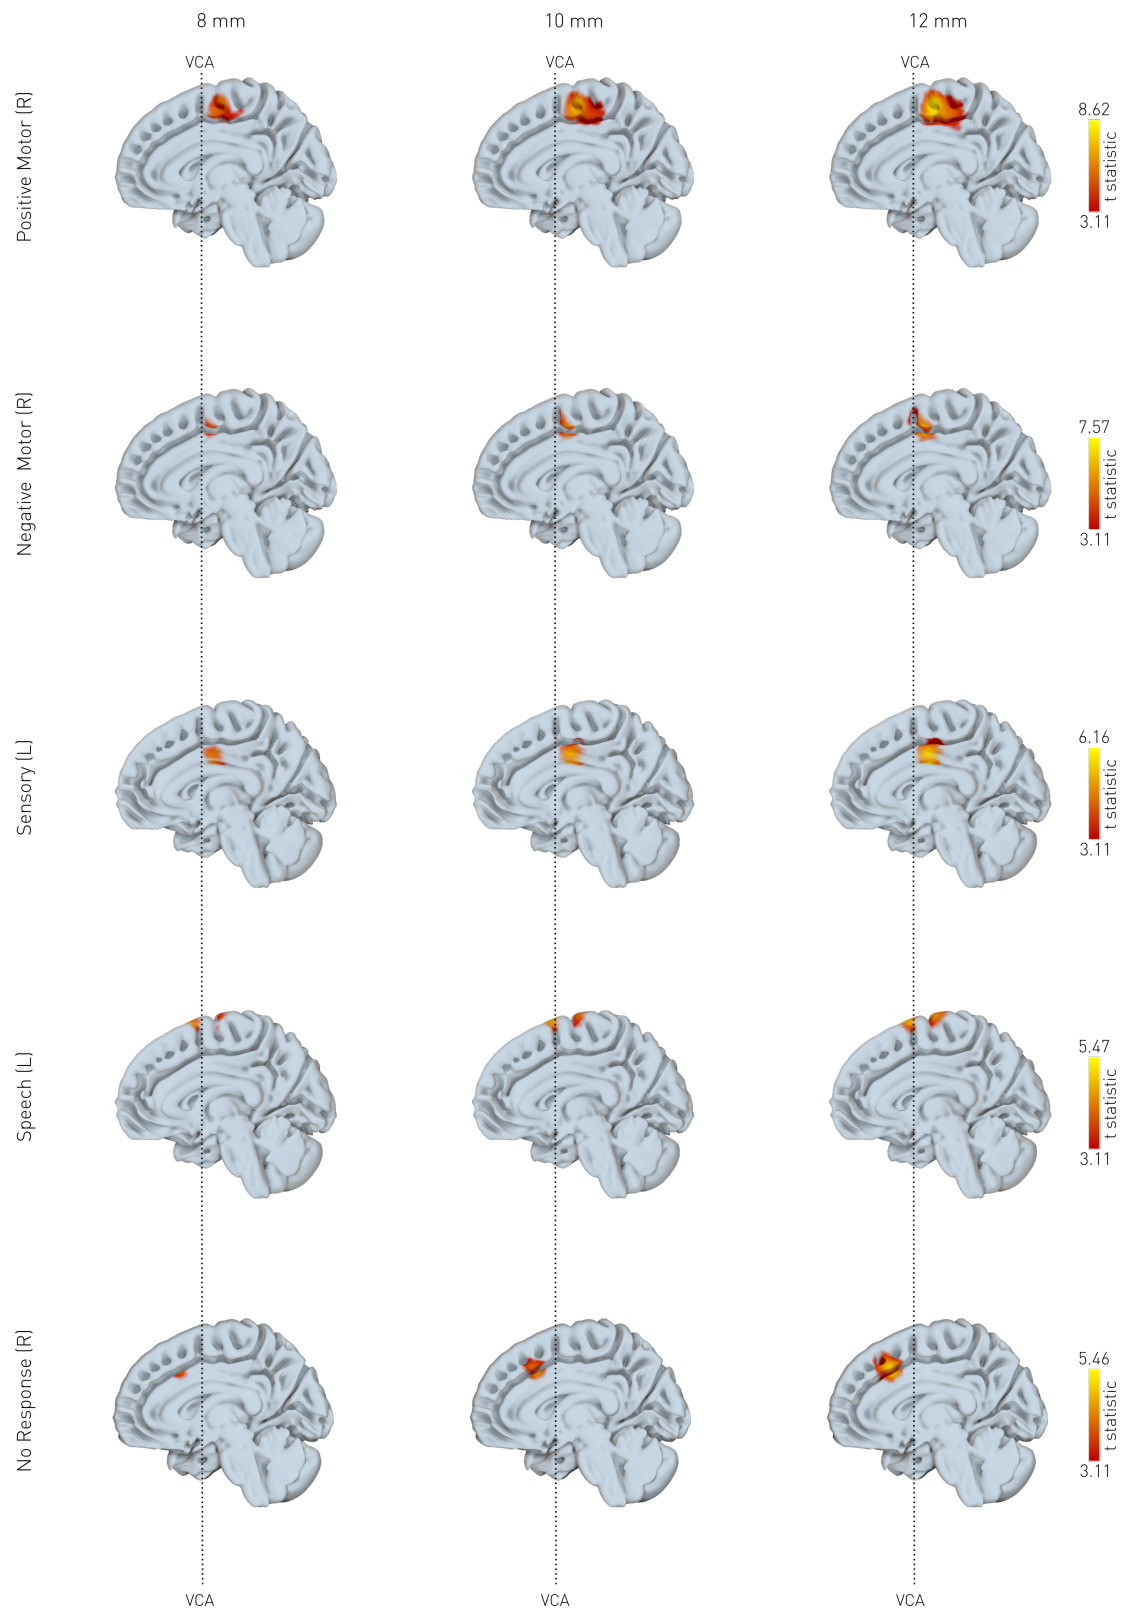 8 mm
10 mm
12 mm
VCA
VCA
VCA
Positive Motor (R)
8.62
t statistic
3.11
Negative Motor (R)
7.57
t statistic
3.11
Sensory (L)
6.16
t statistic
3.11
Speech (L)
5.47
t statistic
3.11
No Response (R)
5.46
t statistic
3.11
VCA
VCA
VCA